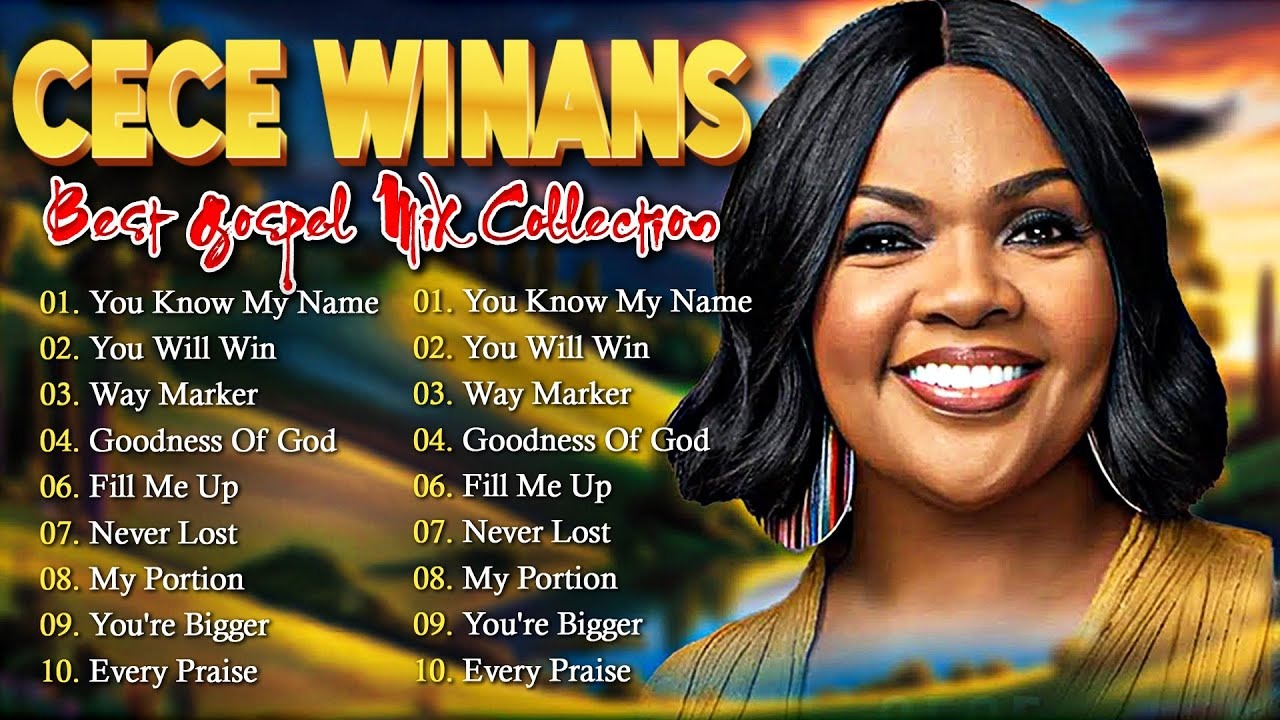 CECE WINANS
Best Gospel Mix Collection
01. You Know My Name
02. You Will Win
03. Way Marker
04. Goodness Of God
06. Fill Me Up
07. Never Lost
08. My Portion
09. You're Bigger
10. Every Praise
01. You Know My Name
02. You Will Win
03. Way Marker
04. Goodness Of God
06. Fill Me Up
07. Never Lost
08. My Portion
09. You're Bigger
10. Every Praise